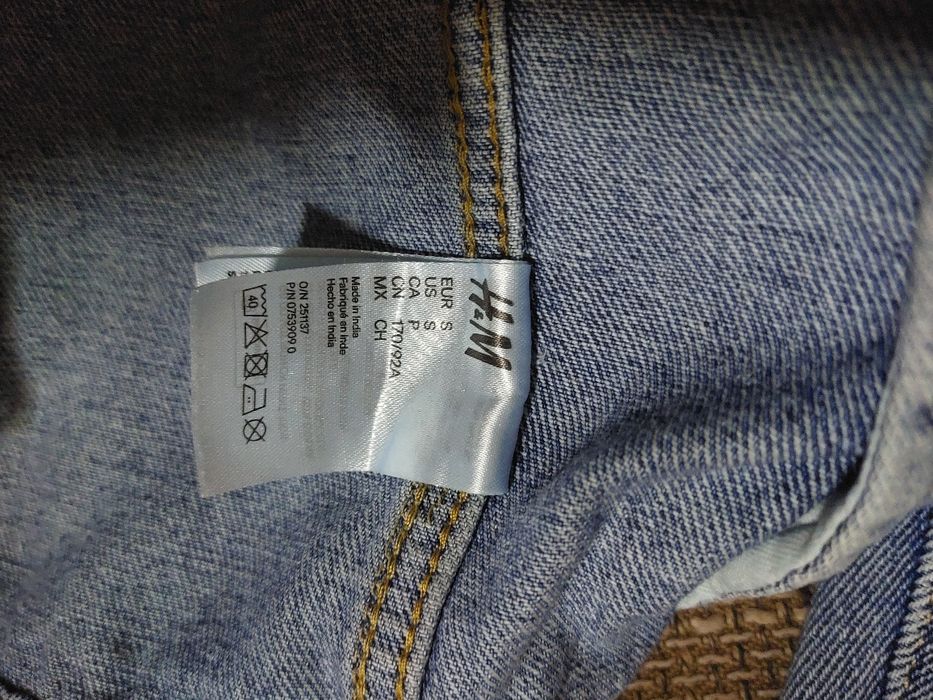 H&M
EUR S
US S
CA P
CN 170/92A
MX CH
Made in India
Fabriqué en Inde
Hecho en India
O/N 251137
P/N 0753909 0
40